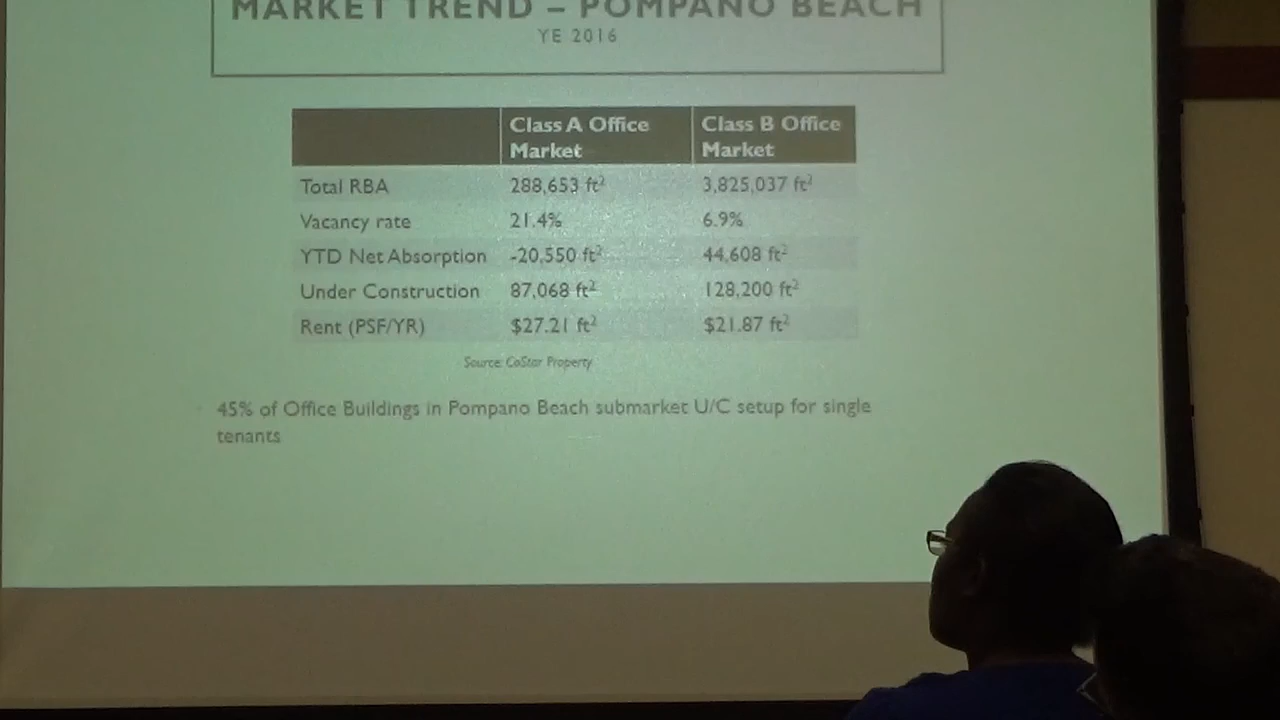 MARKET TREND – POMPANO BEACH
YE 2016
Class A Office Market Class B Office Market
Total RBA 288,653 ft² 3,825,037 ft²
Vacancy rate 21.4% 6.9%
YTD Net Absorption -20,550 ft² 44,608 ft²
Under Construction 87,068 ft² 128,200 ft²
Rent (PSF/YR) $27.21 ft² $21.87 ft²
Source: CoStar Property
45% of Office Buildings in Pompano Beach submarket U/C setup for single
tenants